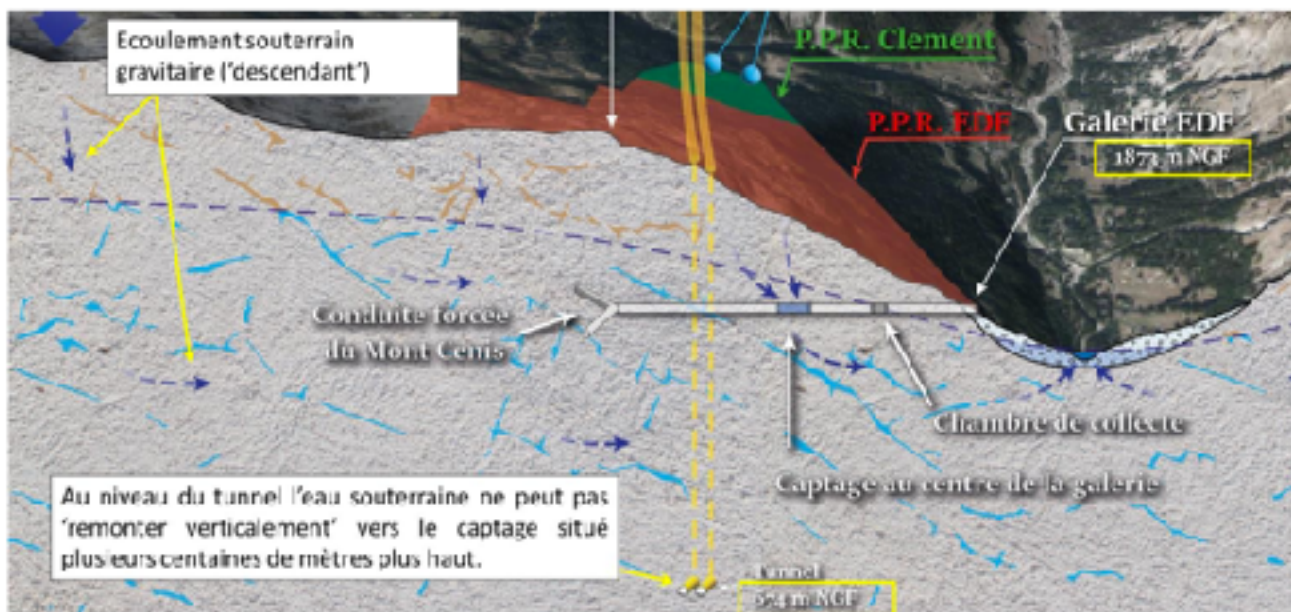 Ecoulement souterrain
gravitaire ('descendant')
P.P.R. Clement
P.P.R. EDF
Galerie EDF
1873 m NGF
Conduite forcée
du Mont Cenis
Chambre de collecte
Captage au centre de la galerie
Au niveau du tunnel l'eau souterraine ne peut pas
'remonter verticalement' vers le captage situé
plusieurs centaines de mètres plus haut.
Tunnel
674 m NGF